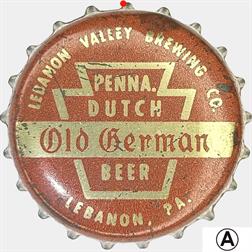 LEBANON VALLEY BREWING CO.
PENNA.
DUTCH
Old German
BEER
LEBANON, PA.
A